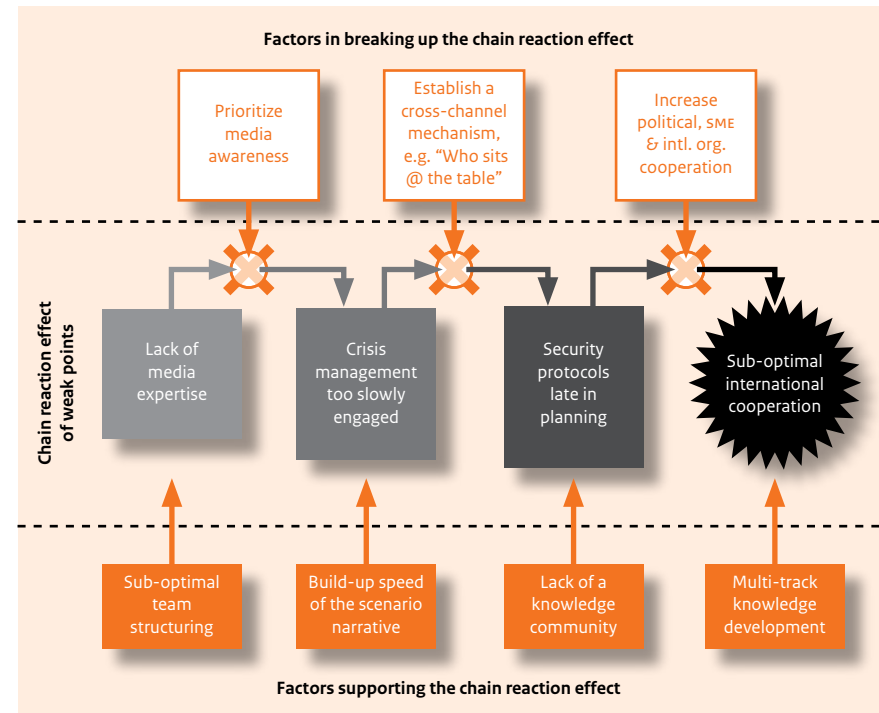 Factors in breaking up the chain reaction effect
Prioritize
media
awareness
Establish a
cross-channel
mechanism,
e.g. “Who sits
@ the table”
Increase
political, SME
& intl. org.
cooperation
Chain reaction effect
of weak points
Lack of
media
expertise
Crisis
management
too slowly
engaged
Security
protocols
late in
planning
Sub-optimal
international
cooperation
Sub-optimal
team
structuring
Build-up speed
of the scenario
narrative
Lack of a
knowledge
community
Multi-track
knowledge
development
Factors supporting the chain reaction effect